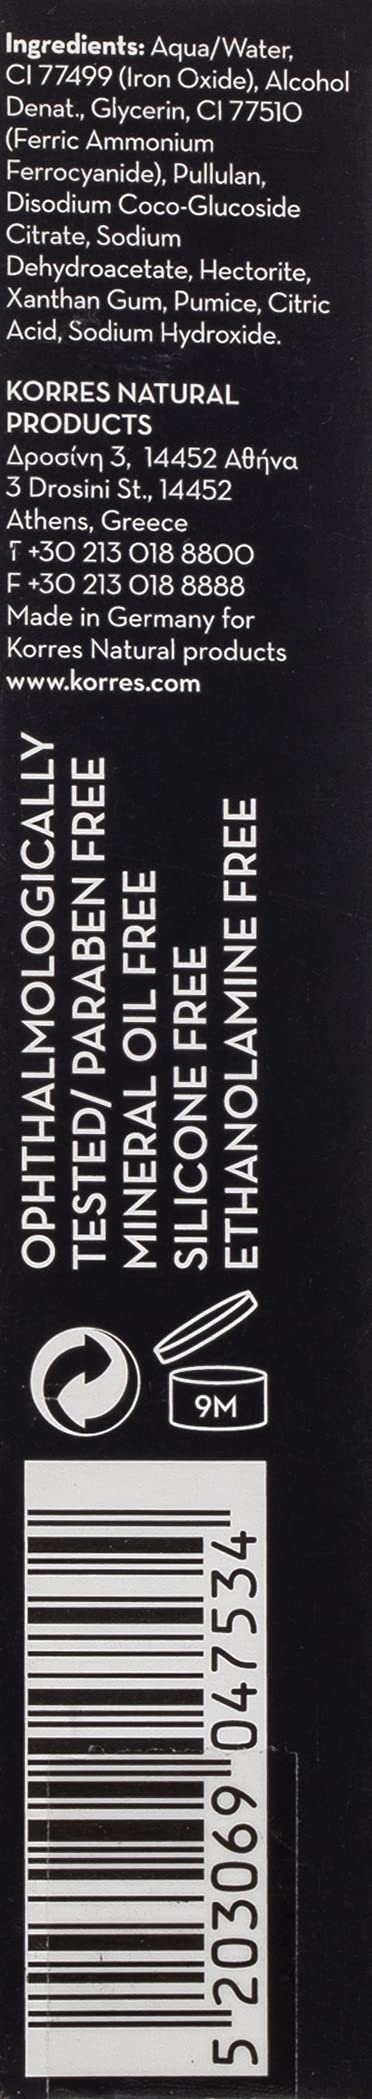 Ingredients: Aqua/Water,
CI 77499 (Iron Oxide), Alcohol
Denat., Glycerin, CI 77510
(Ferric Ammonium
Ferrocyanide), Pullulan,
Disodium Coco-Glucoside
Citrate, Sodium
Dehydroacetate, Hectorite,
Xanthan Gum, Pumice, Citric
Acid, Sodium Hydroxide.
KORRES NATURAL
PRODUCTS
Δροσίνη 3, 14452 Αθήνα
3 Drosini St., 14452
Athens, Greece
T +30 213 018 8800
F +30 213 018 8888
Made in Germany for
Korres Natural products
www.korres.com
OPHTHALMOLOGICALLY
TESTED/ PARABEN FREE
MINERAL OIL FREE
SILICONE FREE
ETHANOLAMINE FREE
9M
5 203069 047534